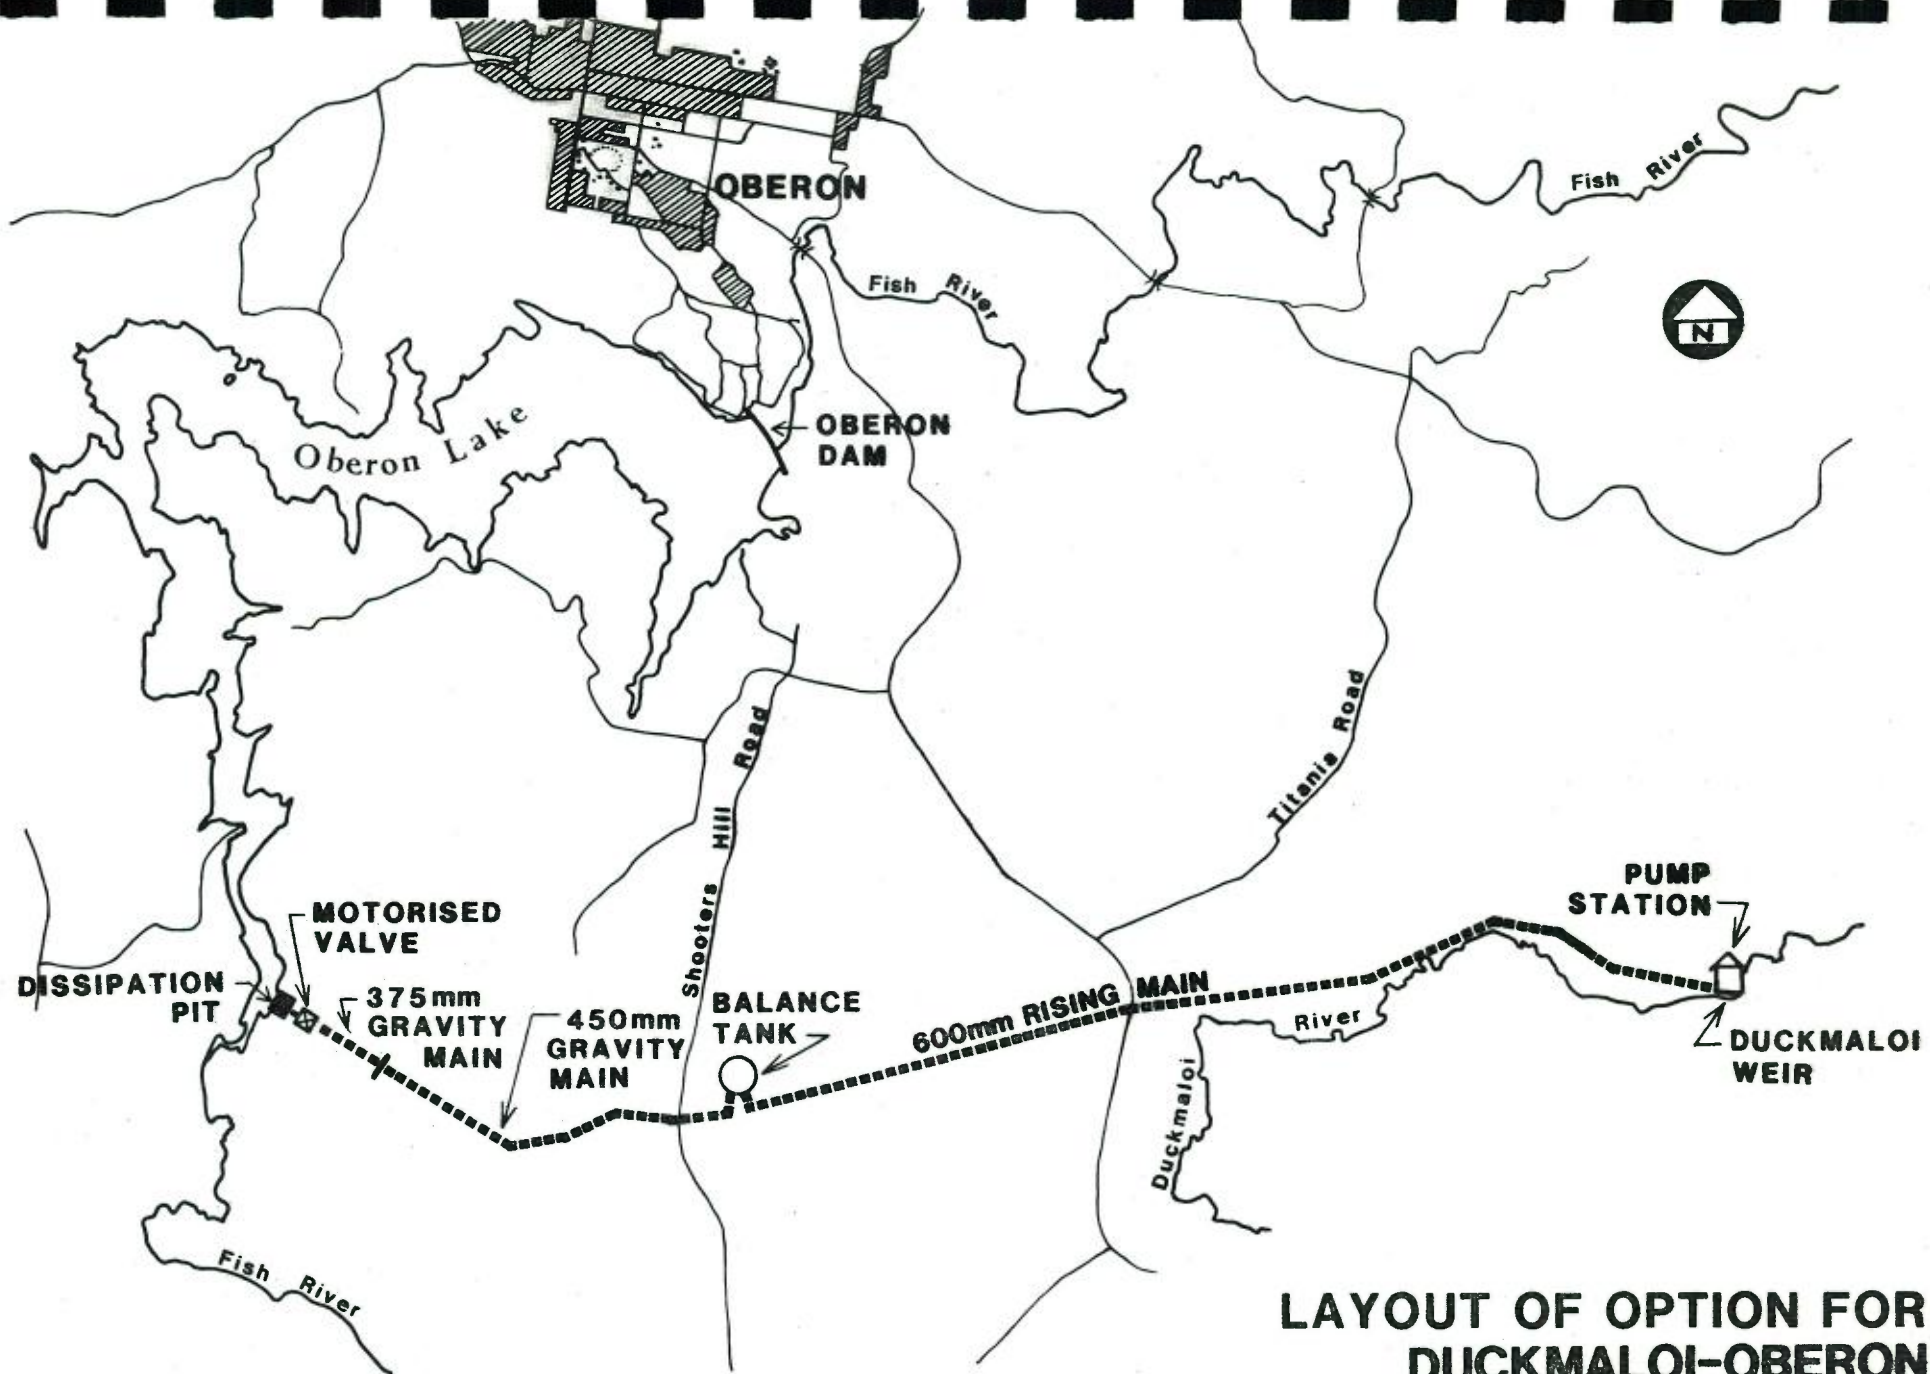 OBERON
Fish River
Fish River
N
Oberon Lake
OBERON
DAM
Shooters Hill Road
Titania Road
PUMP
STATION
MOTORISED
VALVE
DISSIPATION
PIT
375mm
GRAVITY
MAIN
450mm
GRAVITY
MAIN
BALANCE
TANK
600mm RISING MAIN
Duckmaloi River
DUCKMALOI
WEIR
Fish River
LAYOUT OF OPTION FOR
DUCKMALOI-OBERON